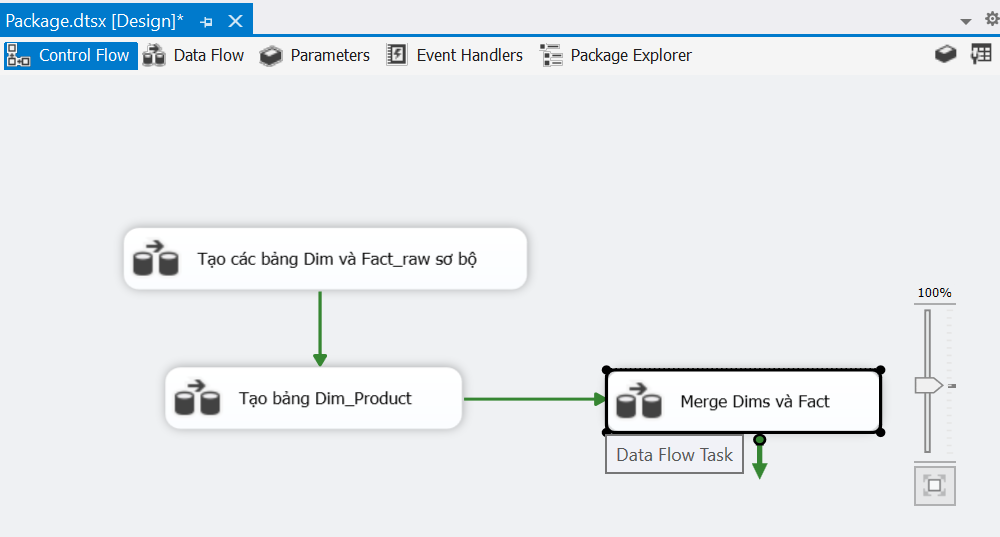 Package.dtsx [Design]*
Control Flow
Data Flow
Parameters
Event Handlers
Package Explorer
Tạo các bảng Dim và Fact_raw sơ bộ
100%
Tạo bảng Dim_Product
Merge Dims và Fact
Data Flow Task